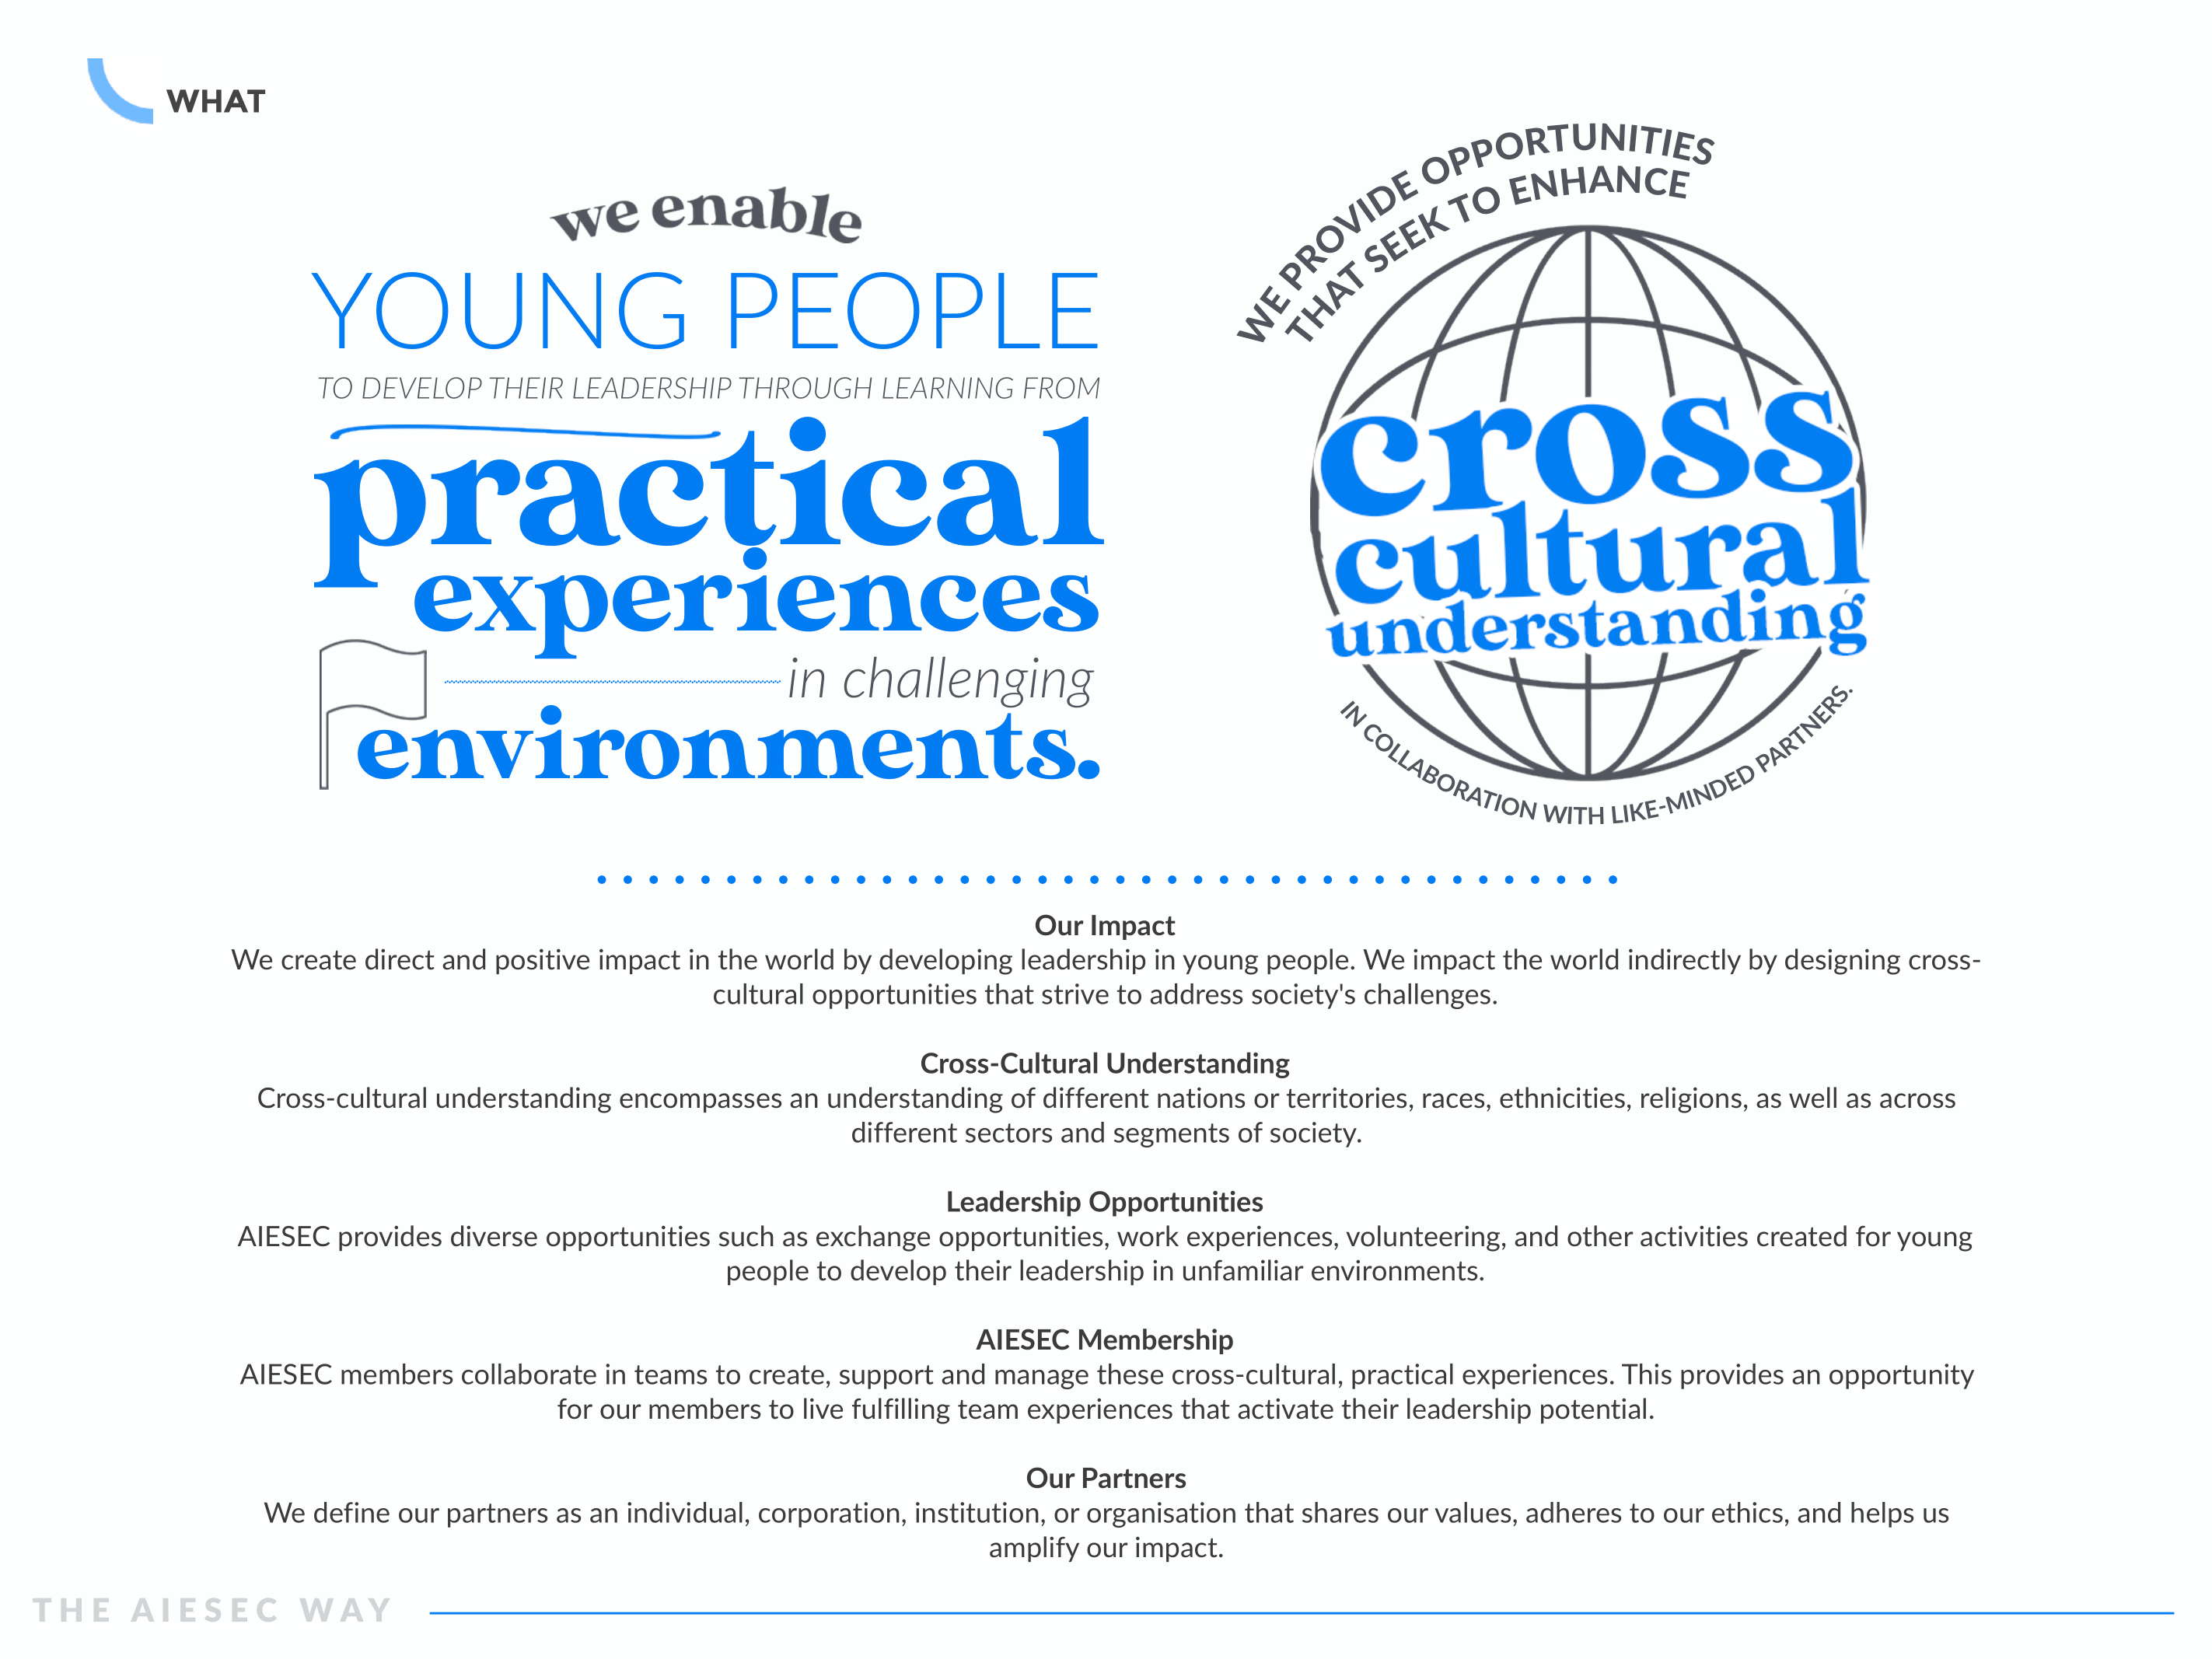 WHAT
we enable
YOUNG PEOPLE
TO DEVELOP THEIR LEADERSHIP THROUGH LEARNING FROM
practical
experiences
in challenging
environments.
WE PROVIDE OPPORTUNITIES
THAT SEEK TO ENHANCE
cross
cultural
understanding
IN COLLABORATION WITH LIKE-MINDED PARTNERS.
Our Impact
We create direct and positive impact in the world by developing leadership in young people. We impact the world indirectly by designing cross-
cultural opportunities that strive to address society's challenges.
Cross-Cultural Understanding
Cross-cultural understanding encompasses an understanding of different nations or territories, races, ethnicities, religions, as well as across
different sectors and segments of society.
Leadership Opportunities
AIESEC provides diverse opportunities such as exchange opportunities, work experiences, volunteering, and other activities created for young
people to develop their leadership in unfamiliar environments.
AIESEC Membership
AIESEC members collaborate in teams to create, support and manage these cross-cultural, practical experiences. This provides an opportunity
for our members to live fulfilling team experiences that activate their leadership potential.
Our Partners
We define our partners as an individual, corporation, institution, or organisation that shares our values, adheres to our ethics, and helps us
amplify our impact.
THE AIESEC WAY